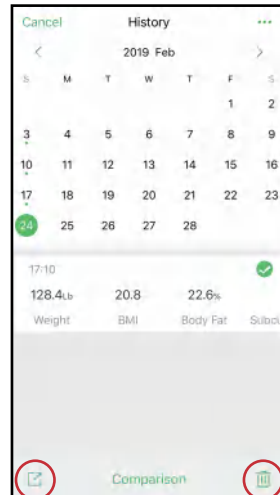 Cancel History ...
< 2019 Feb >
S M T W T F S
1 2
3 4 5 6 7 8 9
10 11 12 13 14 15 16
17 18 19 20 21 22 23
24 25 26 27 28
17:10
128.4Lb 20.8 22.6%
Weight BMI Body Fat Subcu
Comparison